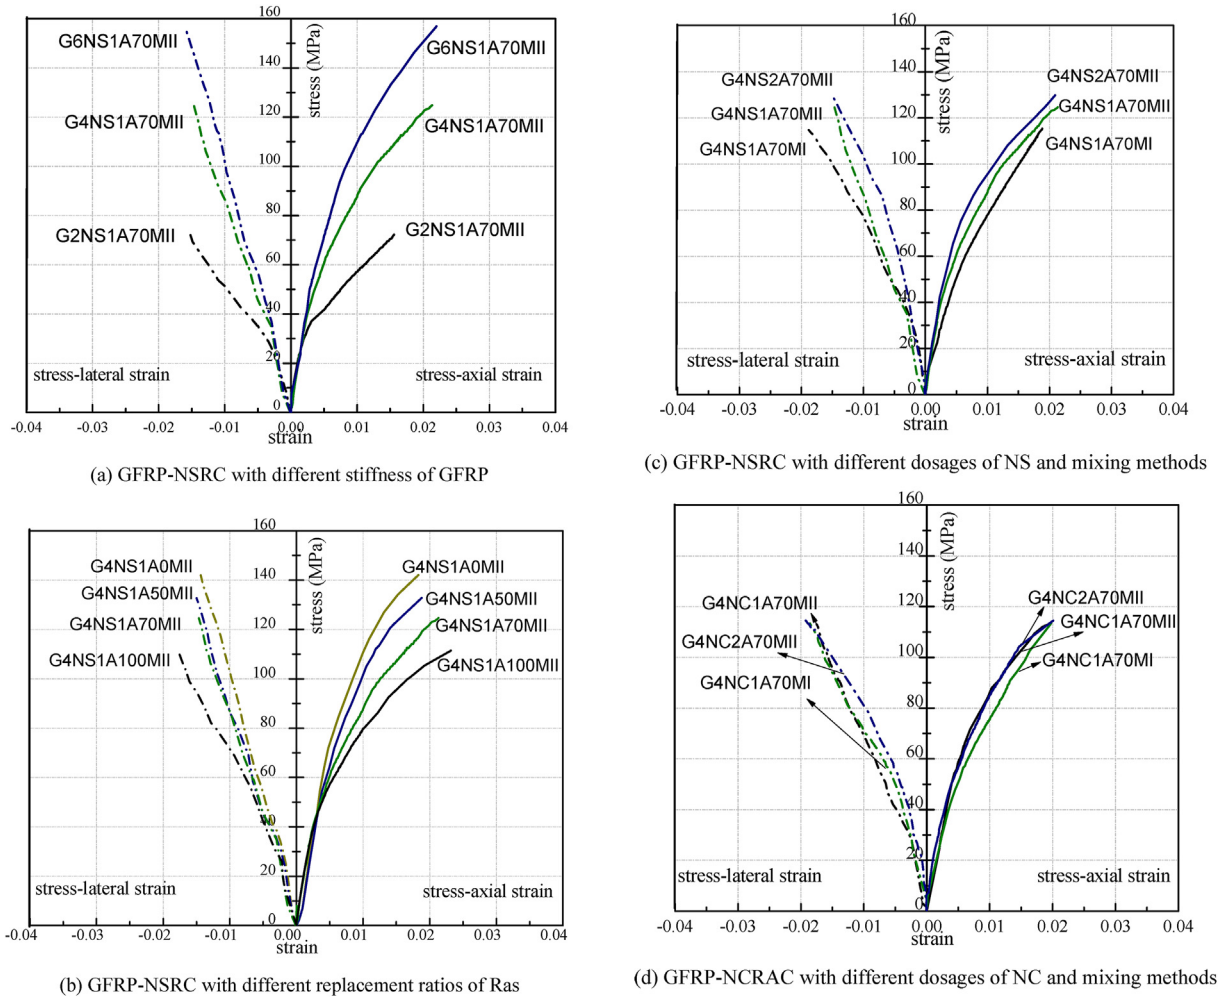 160
140
120
100
80
60
40
20
0
stress (MPa)
G6NS1A70MII
G6NS1A70MII
G4NS1A70MII
G4NS1A70MII
G2NS1A70MII
G2NS1A70MII
stress-lateral strain
stress-axial strain
-0.04 -0.03 -0.02 -0.01 0.00 0.01 0.02 0.03 0.04
strain
(a) GFRP-NSRC with different stiffness of GFRP
160
140
120
100
80
60
40
20
0
stress (MPa)
G4NS2A70MII
G4NS2A70MII
G4NS1A70MII
G4NS1A70MII
G4NS1A70MI
G4NS1A70MI
stress-lateral strain
stress-axial strain
-0.04 -0.03 -0.02 -0.01 0.00 0.01 0.02 0.03 0.04
strain
(c) GFRP-NSRC with different dosages of NS and mixing methods
160
140
120
100
80
60
40
20
0
stress (MPa)
G4NS1A0MII
G4NS1A0MII
G4NS1A50MII
G4NS1A50MII
G4NS1A70MII
G4NS1A70MII
G4NS1A100MII
G4NS1A100MII
stress-lateral strain
stress-axial strain
-0.04 -0.03 -0.02 -0.01 0.00 0.01 0.02 0.03 0.04
strain
(b) GFRP-NSRC with different replacement ratios of Ras
160
140
120
100
80
60
40
20
0
stress (MPa)
G4NC1A70MII
G4NC2A70MII
G4NC2A70MII
G4NC1A70MII
G4NC1A70MI
G4NC1A70MI
stress-lateral strain
stress-axial strain
-0.04 -0.03 -0.02 -0.01 0.00 0.01 0.02 0.03 0.04
strain
(d) GFRP-NCRAC with different dosages of NC and mixing methods